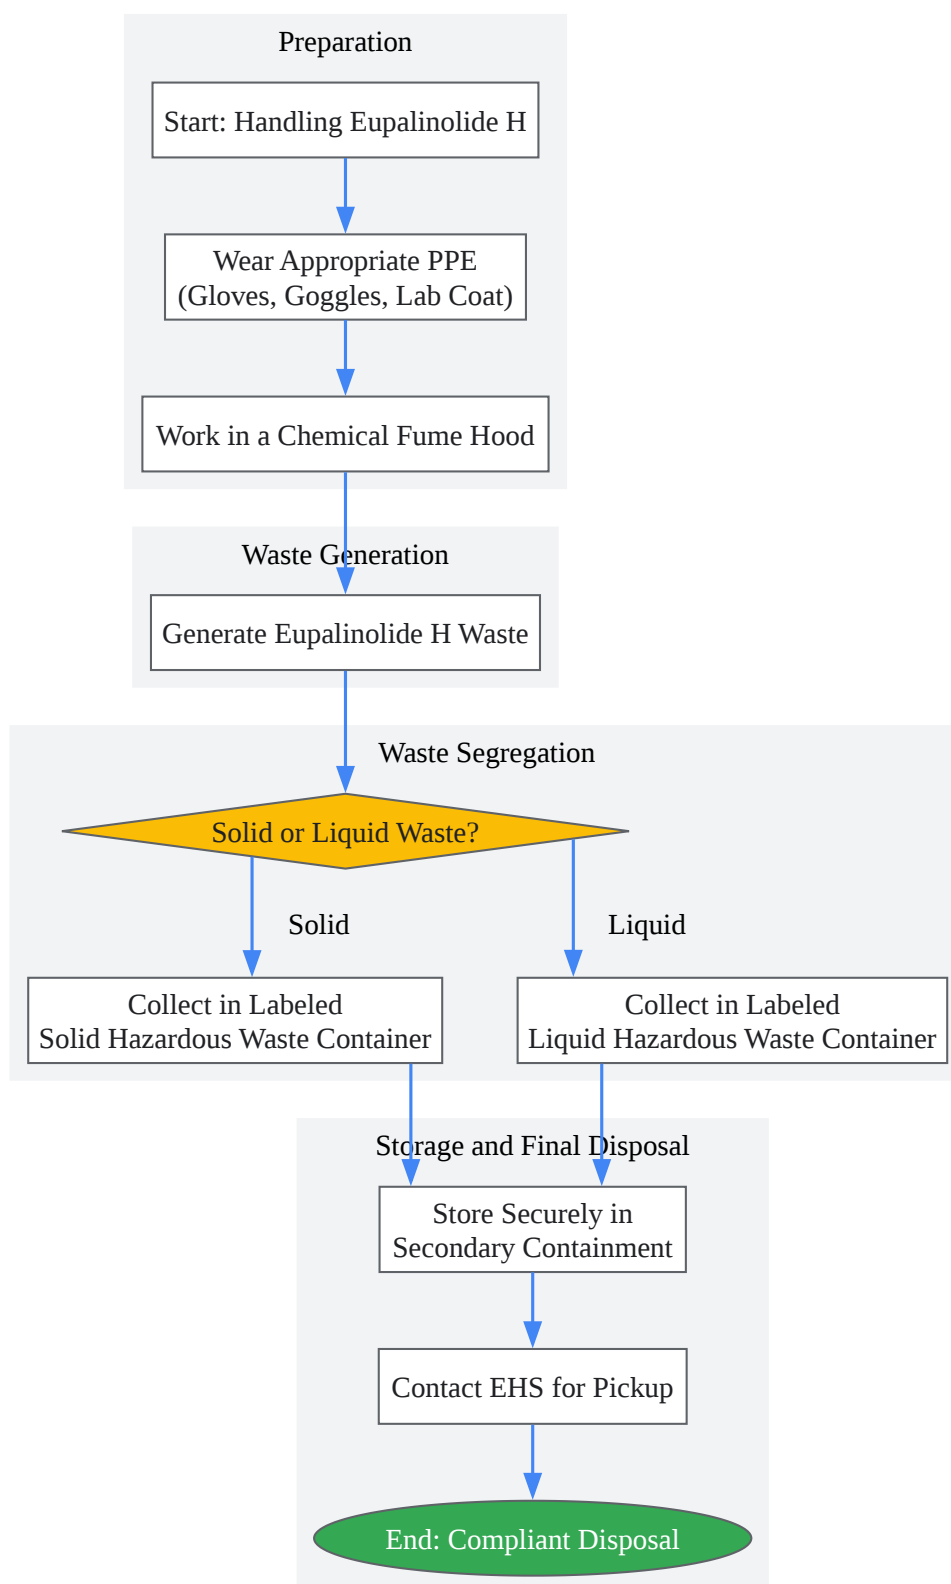 Preparation
Start: Handling Eupalinolide H
Wear Appropriate PPE
(Gloves, Goggles, Lab Coat)
Work in a Chemical Fume Hood
Waste Generation
Generate Eupalinolide H Waste
Waste Segregation
Solid or Liquid Waste?
Solid
Liquid
Collect in Labeled
Solid Hazardous Waste Container
Collect in Labeled
Liquid Hazardous Waste Container
Storage and Final Disposal
Store Securely in
Secondary Containment
Contact EHS for Pickup
End: Compliant Disposal